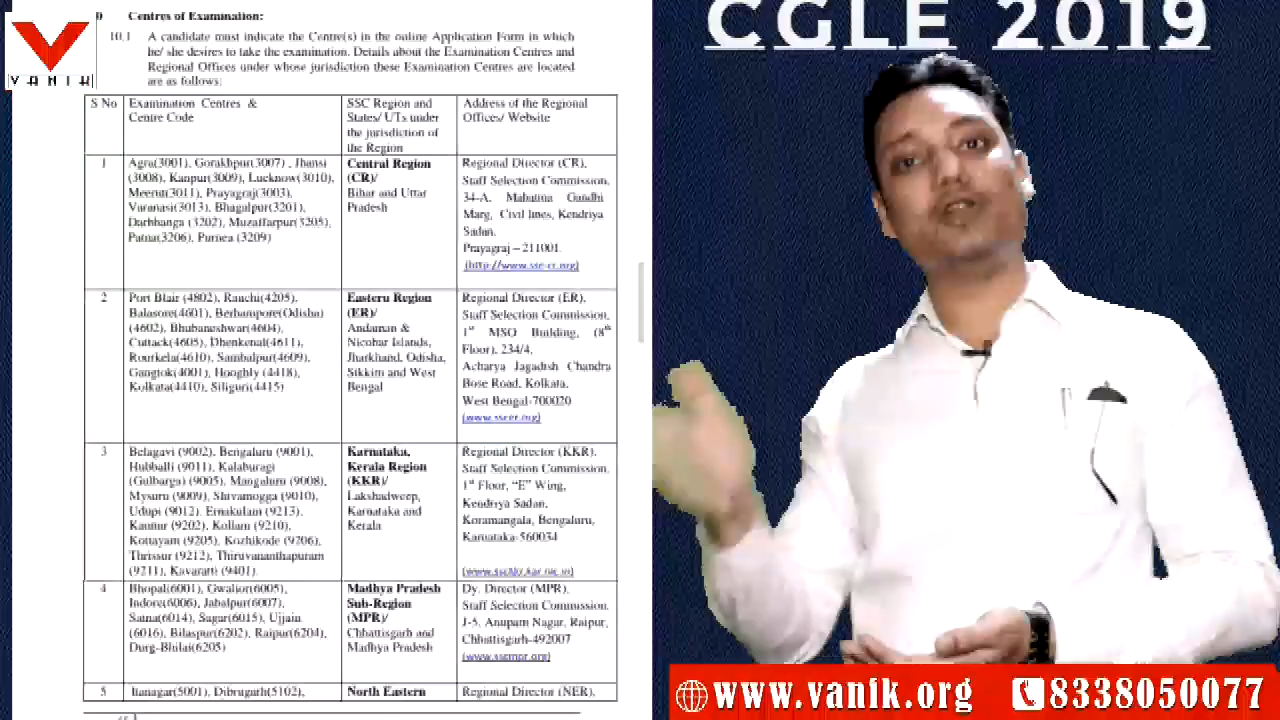 VANIK
CGLE 2019
Centres of Examination:
10.1 A candidate must indicate the Centre(s) in the online Application Form in which
he/ she desires to take the examination. Details about the Examination Centres and
Regional Offices under whose jurisdiction these Examination Centres are located
are as follows:
S No
Examination Centres &
Centre Code
SSC Region and
States/ UTs under
the jurisdiction of
the Region
Address of the Regional
Offices/ Website
1
Agra(3001), Gorakhpur(3007) , Jhansi
(3008), Kanpur(3009), Lucknow(3010),
Meerut(3011), Prayagraj(3003),
Varanasi(3013), Bhagalpur(3201),
Darbhanga (3202), Muzaffarpur(3205),
Patna(3206), Purnea (3209)
Central Region
(CR)/
Bihar and Uttar
Pradesh
Regional Director (CR),
Staff Selection Commission,
34-A, Mahatma Gandhi
Marg, Civil lines, Kendriya
Sadan,
Prayagraj – 211001.
(http://www.ssc-cr.org)
2
Port Blair (4802), Ranchi(4205),
Balasore(4601), Berhampore(Odisha)
(4602), Bhubaneshwar(4604),
Cuttack(4605), Dhenkenal(4611),
Rourkela(4610), Sambalpur(4609),
Gangtok(4001), Hooghly (4418),
Kolkata(4410), Siliguri(4415)
Eastern Region
(ER)/
Andaman &
Nicobar Islands,
Jharkhand, Odisha,
Sikkim and West
Bengal
Regional Director (ER),
Staff Selection Commission,
1st MSO Building, (8th
Floor), 234/4,
Acharya Jagadish Chandra
Bose Road, Kolkata,
West Bengal-700020
(www.sscer.org)
3
Belagavi (9002), Bengaluru (9001),
Hubballi (9011), Kalaburagi
(Gulbarga) (9005), Mangaluru (9008),
Mysuru (9009), Shivamogga (9010),
Udupi (9012), Ernakulam (9213),
Kannur (9202), Kollam (9210),
Kottayam (9205), Kozhikode (9206),
Thrissur (9212), Thiruvananthapuram
(9211), Kavaratti (9401)
Karnataka,
Kerala Region
(KKR)/
Lakshadweep,
Karnataka and
Kerala
Regional Director (KKR),
Staff Selection Commission,
1st Floor, “E” Wing,
Kendriya Sadan,
Koramangala, Bengaluru,
Karnataka-560034
(www.ssckkr.kar.nic.in)
4
Bhopal(6001), Gwalior(6005),
Indore(6006), Jabalpur(6007),
Satna(6014), Sagar(6015), Ujjain
(6016), Bilaspur(6202), Raipur(6204),
Durg-Bhilai(6205)
Madhya Pradesh
Sub-Region
(MPR)/
Chhattisgarh and
Madhya Pradesh
Dy. Director (MPR),
Staff Selection Commission,
J-5, Anupam Nagar, Raipur,
Chhattisgarh-492007
(www.sscmpr.org)
5
Itanagar(5001), Dibrugarh(5102),
North Eastern
Regional Director (NER),
www.vanik.org 8338050077